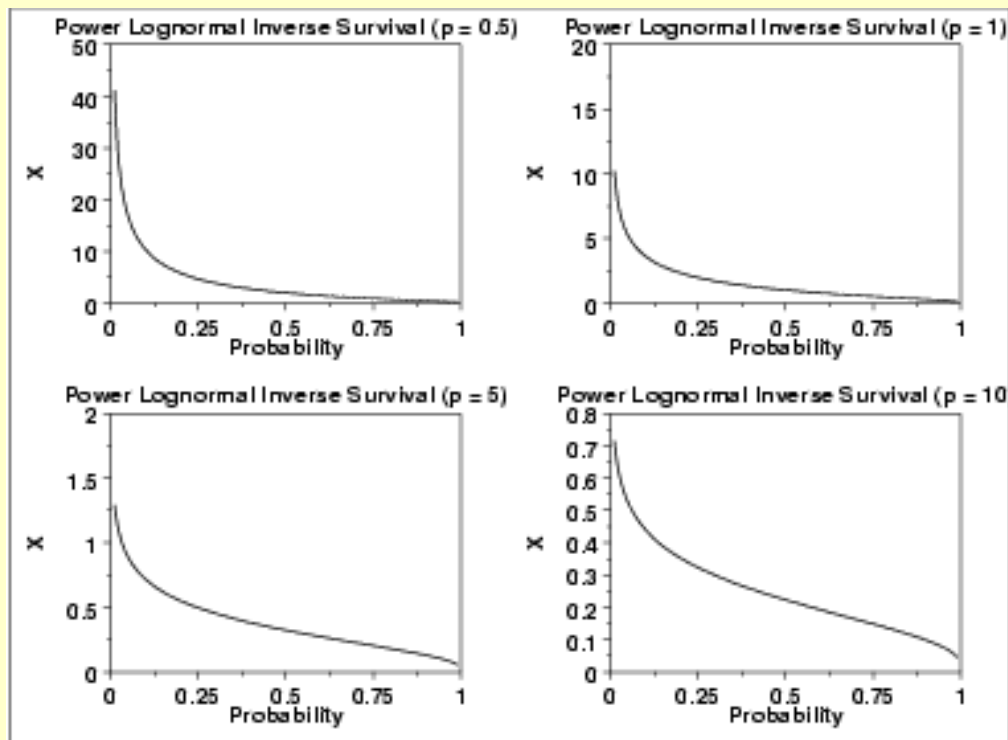 Power Lognormal Inverse Survival (p = 0.5)
50
40
30
20
10
0
X
0 0.25 0.5 0.75 1
Probability
Power Lognormal Inverse Survival (p = 1)
20
15
10
5
0
X
0 0.25 0.5 0.75 1
Probability
Power Lognormal Inverse Survival (p = 5)
2
1.5
1
0.5
0
X
0 0.25 0.5 0.75 1
Probability
Power Lognormal Inverse Survival (p = 10
0.8
0.7
0.6
0.5
0.4
0.3
0.2
0.1
0
X
0 0.25 0.5 0.75 1
Probability